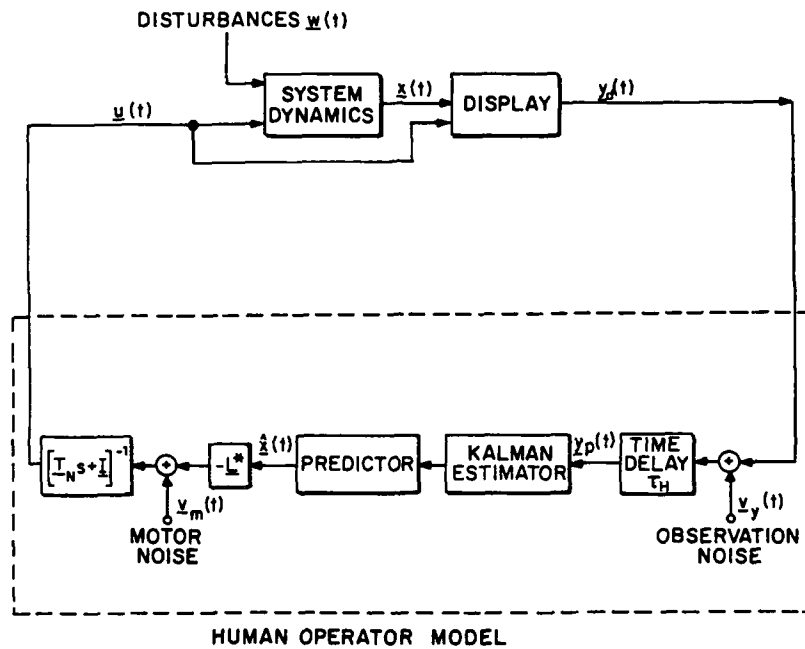 DISTURBANCES w(t)
u(t)
SYSTEM
DYNAMICS
x(t)
DISPLAY
y_d(t)
[T_N s + I]^-1
-L*
x̂(t)
PREDICTOR
KALMAN
ESTIMATOR
y_p(t)
TIME
DELAY
τ_H
v_m(t)
MOTOR
NOISE
v_y(t)
OBSERVATION
NOISE
HUMAN OPERATOR MODEL